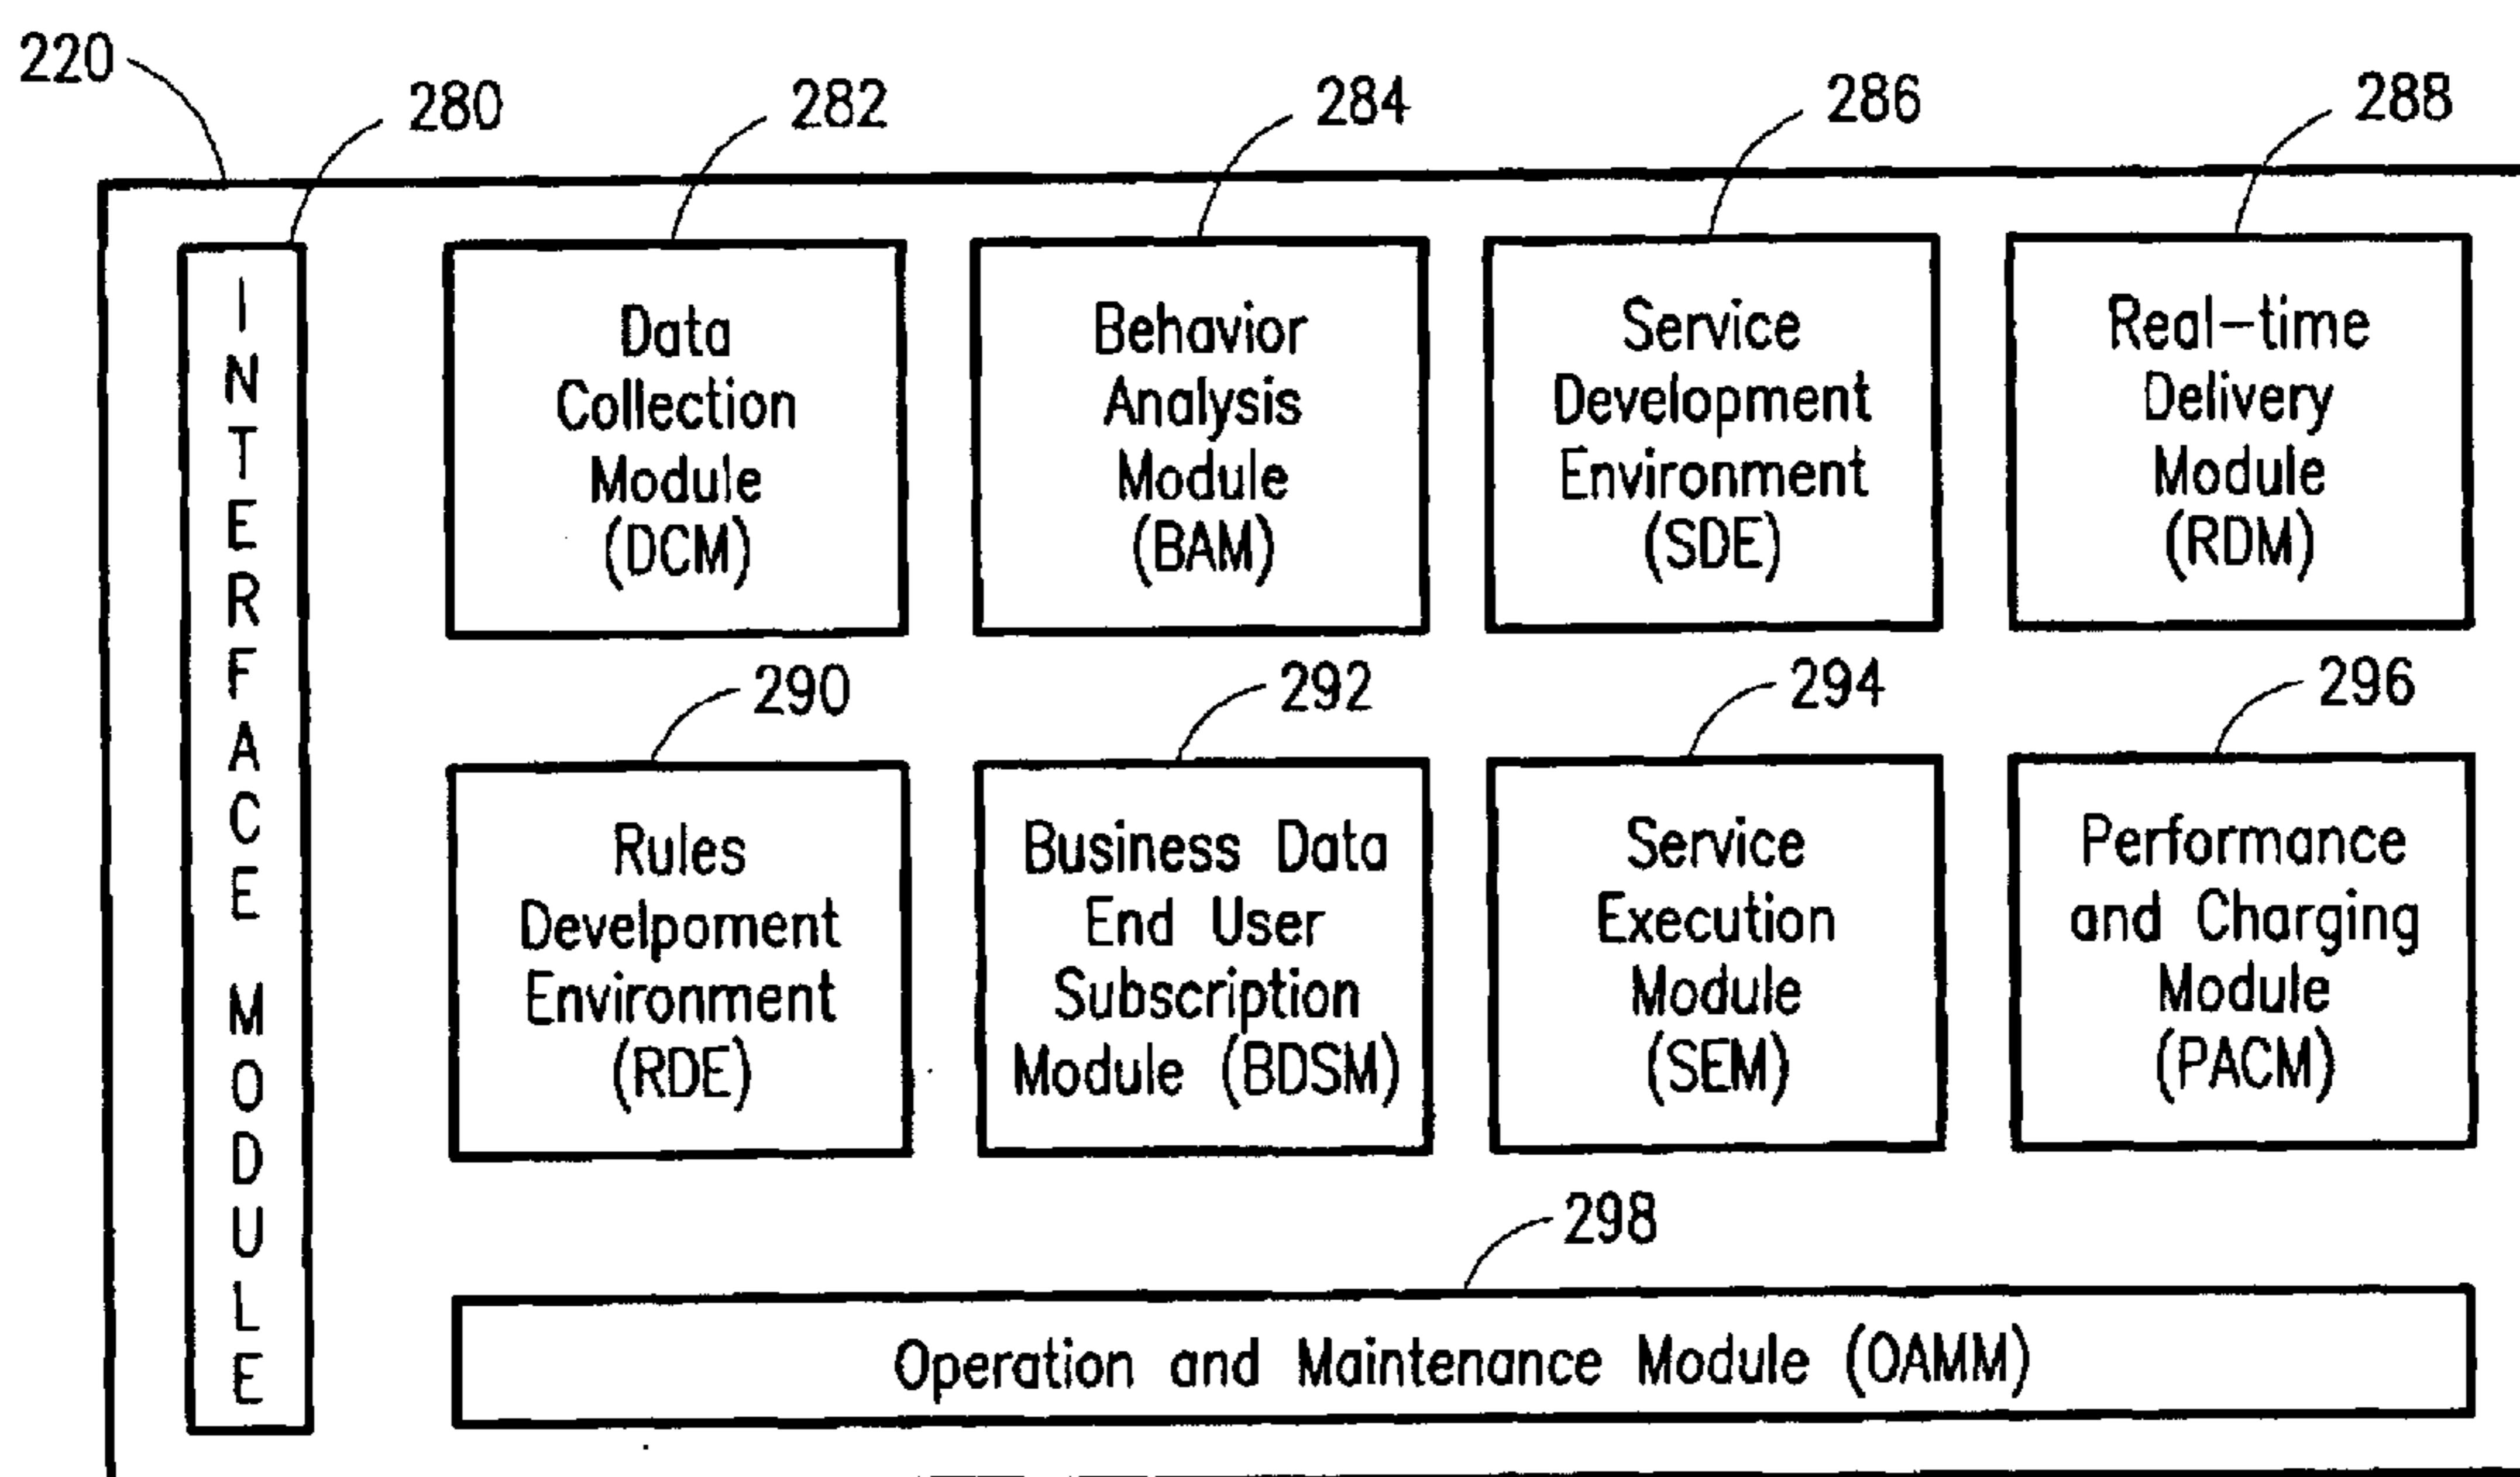 220
280
282
284
286
288
INTERFACE MODULE
Data
Collection
Module
(DCM)
Behavior
Analysis
Module
(BAM)
Service
Development
Environment
(SDE)
Real-time
Delivery
Module
(RDM)
290
292
294
296
Rules
Develpoment
Environment
(RDE)
Business Data
End User
Subscription
Module (BDSM)
Service
Execution
Module
(SEM)
Performance
and Charging
Module
(PACM)
298
Operation and Maintenance Module (OAMM)